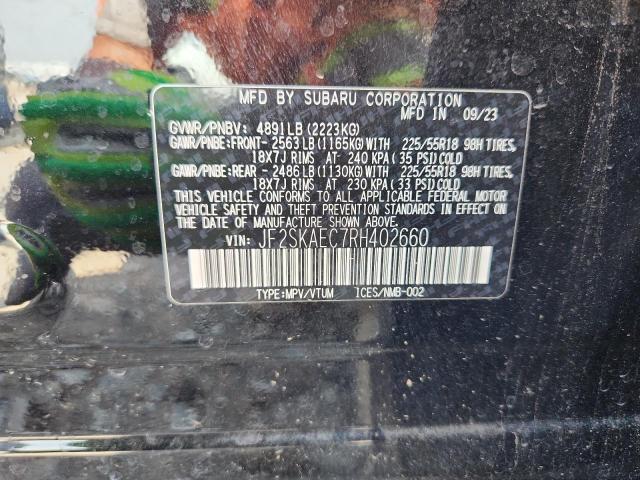 MFD BY SUBARU CORPORATION
MFD IN 09/23
GVWR/PNBV: 4891LB (2223KG)
GAWR/PNBE:FRONT- 2563LB (1165KG)WITH 225/55R18 98H TIRES,
18X7J RIMS AT 240 KPA (35 PSI)COLD
GAWR/PNBE:REAR - 2486LB (1130KG)WITH 225/55R18 98H TIRES,
18X7J RIMS AT 230 KPA (33 PSI)COLD
THIS VEHICLE CONFORMS TO ALL APPLICABLE FEDERAL MOTOR
VEHICLE SAFETY AND THEFT PREVENTION STANDARDS IN EFFECT ON THE
DATE OF MANUFACTURE SHOWN ABOVE.
VIN: JF2SKAEC7RH402660
TYPE:MPV/VTUM ICES/NMB-002